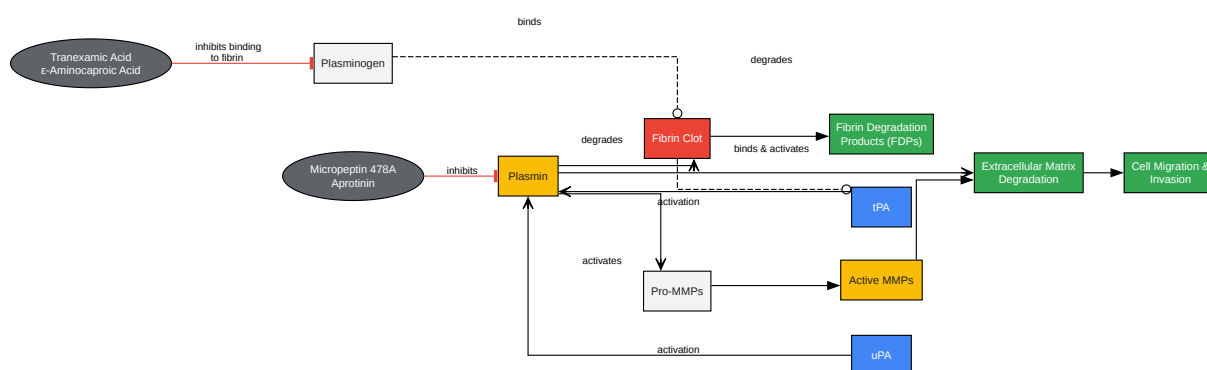 binds
Tranexamic Acid
ε-Aminocaproic Acid
inhibits binding
to fibrin
Plasminogen
degrades
Fibrin Clot
Fibrin Degradation
Products (FDPs)
degrades
binds & activates
Micropeptin 478A
Aprotinin
inhibits
Plasmin
Extracellular Matrix
Degradation
Cell Migration &
Invasion
activation
tPA
activates
Pro-MMPs
Active MMPs
activation
uPA